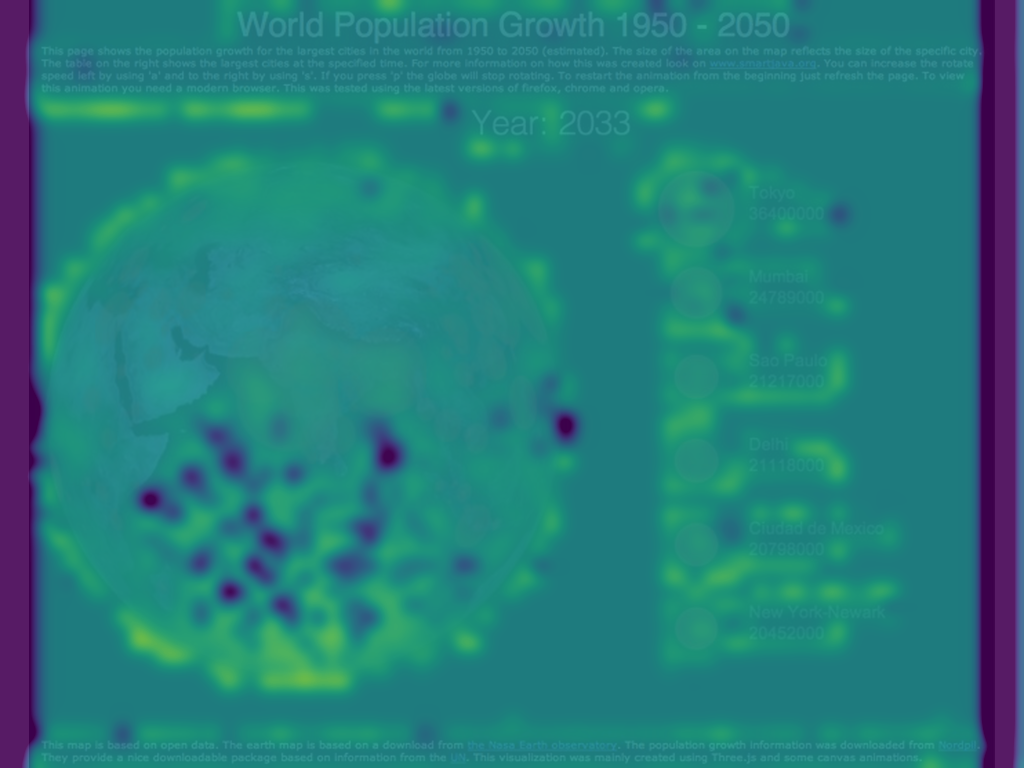 World Population Growth 1950 - 2050
This page shows the population growth for the largest cities in the world from 1950 to 2050 (estimated). The size of the area on the map reflects the size of the specific city.
The table on the right shows the largest cities at the specified time. For more information on how this was created look on www.smartjava.org. You can increase the rotate
speed left by using 'a' and to the right by using 's'. If you press 'p' the globe will stop rotating. To restart the animation from the beginning just refresh the page. To view
this animation you need a modern browser. This was tested using the latest versions of firefox, chrome and opera.
Year: 2033
Tokyo
36400000
Mumbai
24789000
Sao Paulo
21217000
Delhi
21118000
Ciudad de Mexico
20798000
New York-Newark
20452000
This map is based on open data. The earth map is based on a download from the Nasa Earth observatory. The population growth information was downloaded from
They provide a nice downloadable package based on information from the UN. This visualization was mainly created using Three.js and some canvas animations.